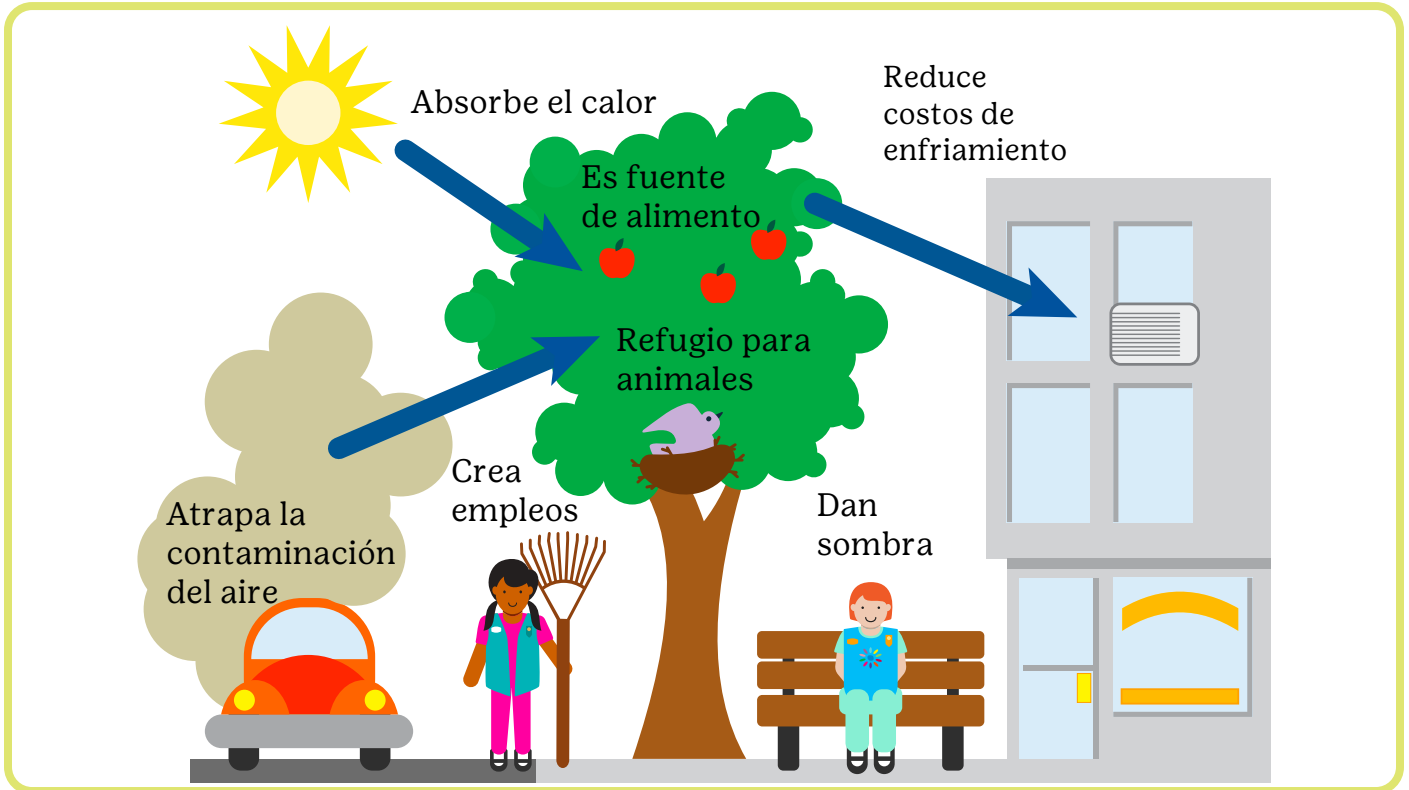 Absorbe el calor
Reduce
costos de
enfriamiento
Es fuente
de alimento
Refugio para
animales
Crea
empleos
Dan
sombra
Atrapa la
contaminación
del aire